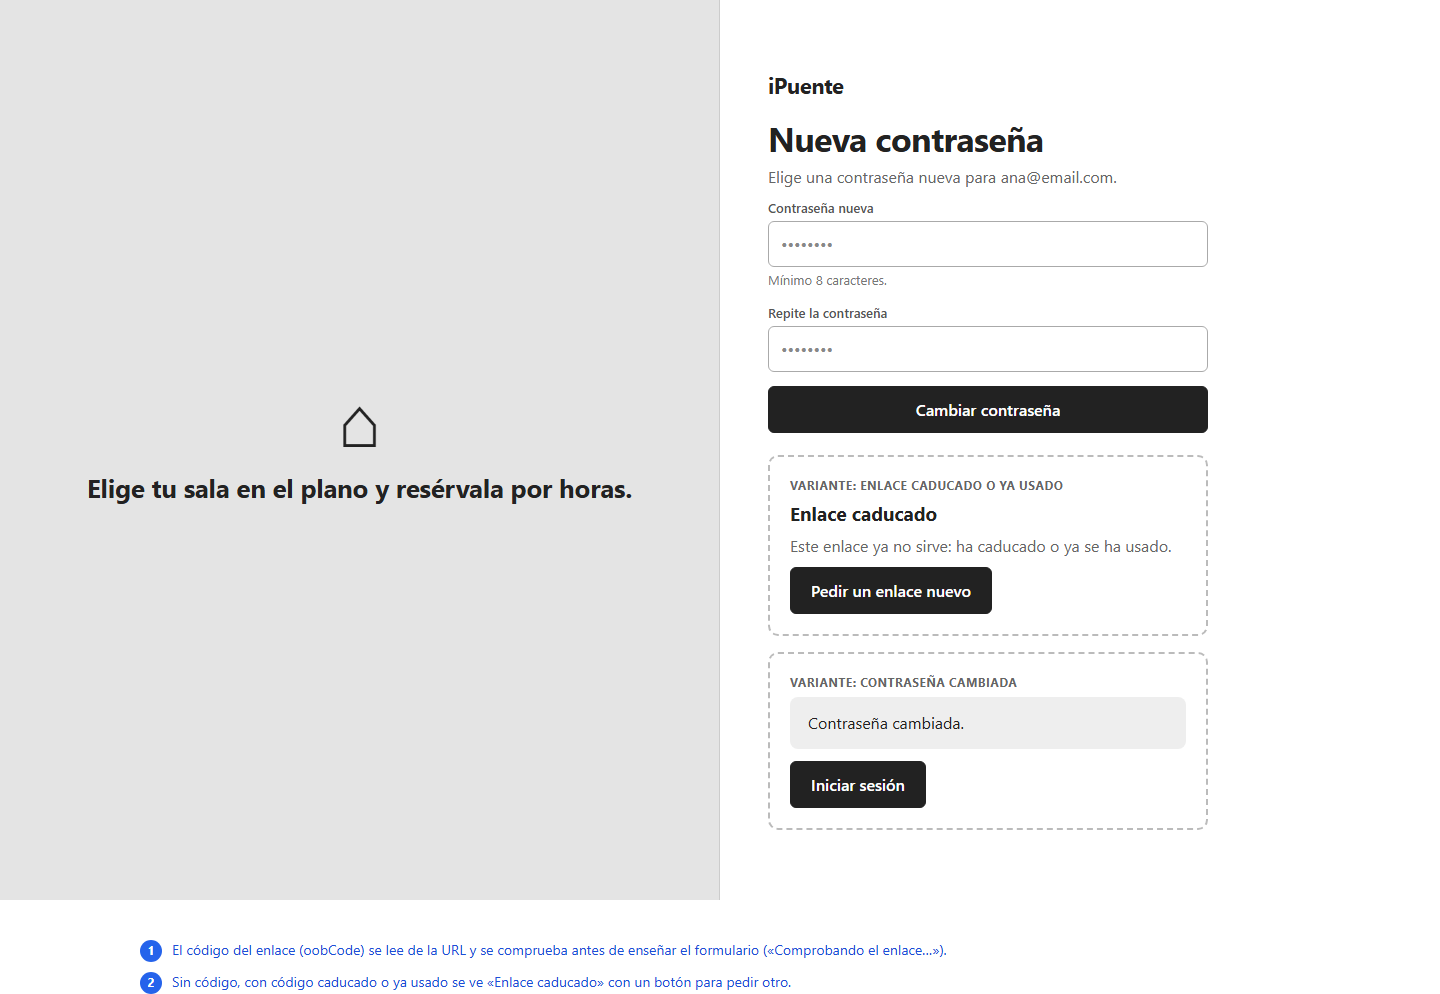 Elige tu sala en el plano y resérvala por horas.
iPuente
Nueva contraseña
Elige una contraseña nueva para ana@email.com.
Contraseña nueva
••••••••
Mínimo 8 caracteres.
Repite la contraseña
••••••••
Cambiar contraseña
VARIANTE: ENLACE CADUCADO O YA USADO
Enlace caducado
Este enlace ya no sirve: ha caducado o ya se ha usado.
Pedir un enlace nuevo
VARIANTE: CONTRASEÑA CAMBIADA
Contraseña cambiada.
Iniciar sesión
1 El código del enlace (oobCode) se lee de la URL y se comprueba antes de enseñar el formulario («Comprobando el enlace…»).
2 Sin código, con código caducado o ya usado se ve «Enlace caducado» con un botón para pedir otro.